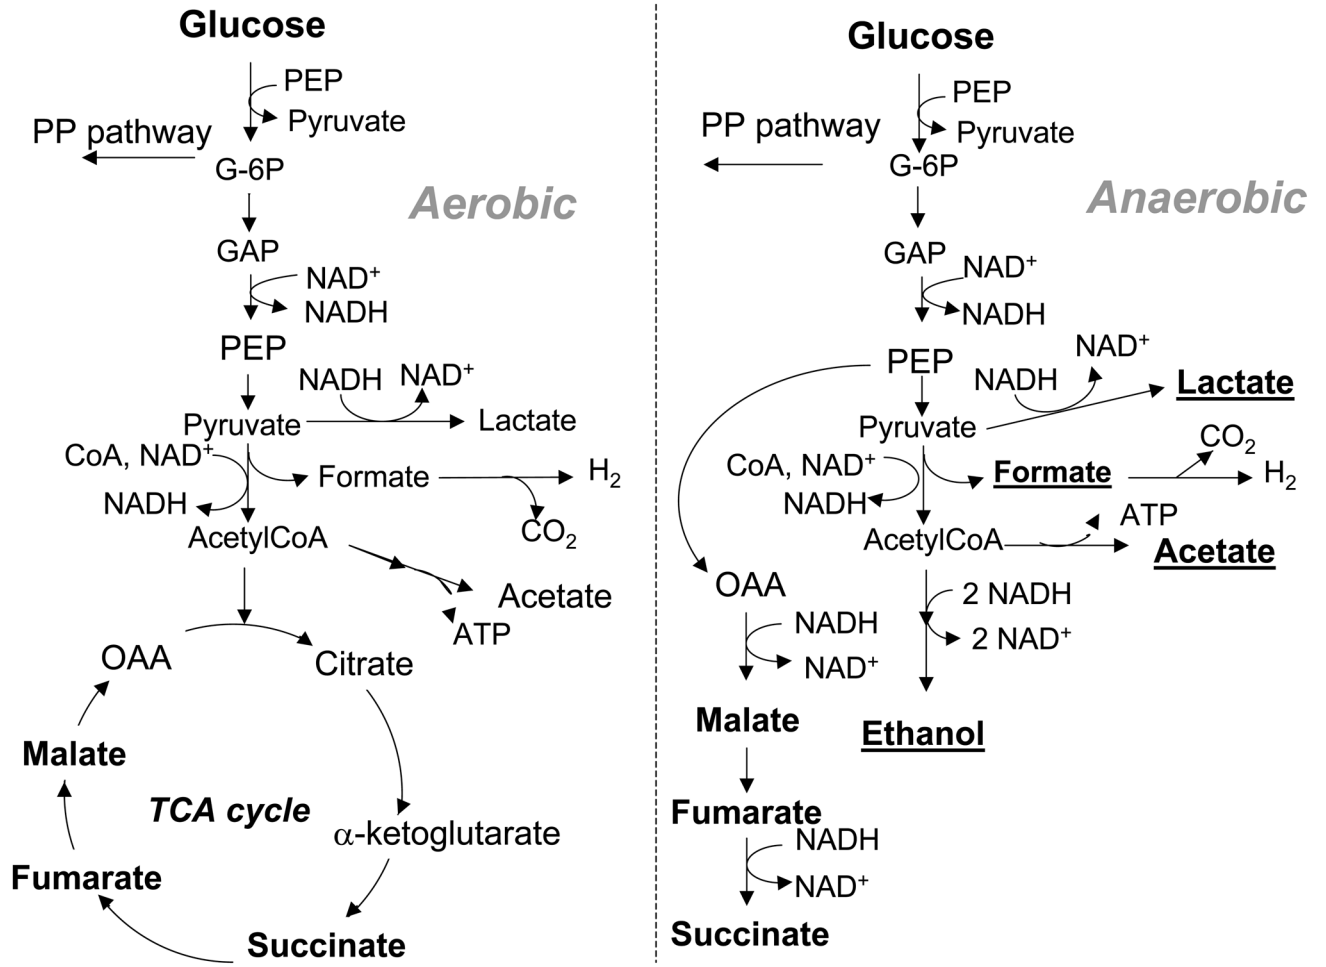 Glucose
PEP
Pyruvate
PP pathway
G-6P
Aerobic
GAP
NAD⁺
NADH
PEP
NADH
NAD⁺
Pyruvate
Lactate
CoA, NAD⁺
NADH
Formate
H₂
CO₂
AcetylCoA
Acetate
ATP
OAA
Citrate
Malate
TCA cycle
α-ketoglutarate
Fumarate
Succinate
Glucose
PEP
Pyruvate
PP pathway
G-6P
Anaerobic
GAP
NAD⁺
NADH
PEP
NADH
NAD⁺
Lactate
Pyruvate
CoA, NAD⁺
NADH
Formate
CO₂
H₂
AcetylCoA
ATP
Acetate
OAA
2 NADH
2 NAD⁺
NADH
NAD⁺
Malate
Ethanol
Fumarate
NADH
NAD⁺
Succinate